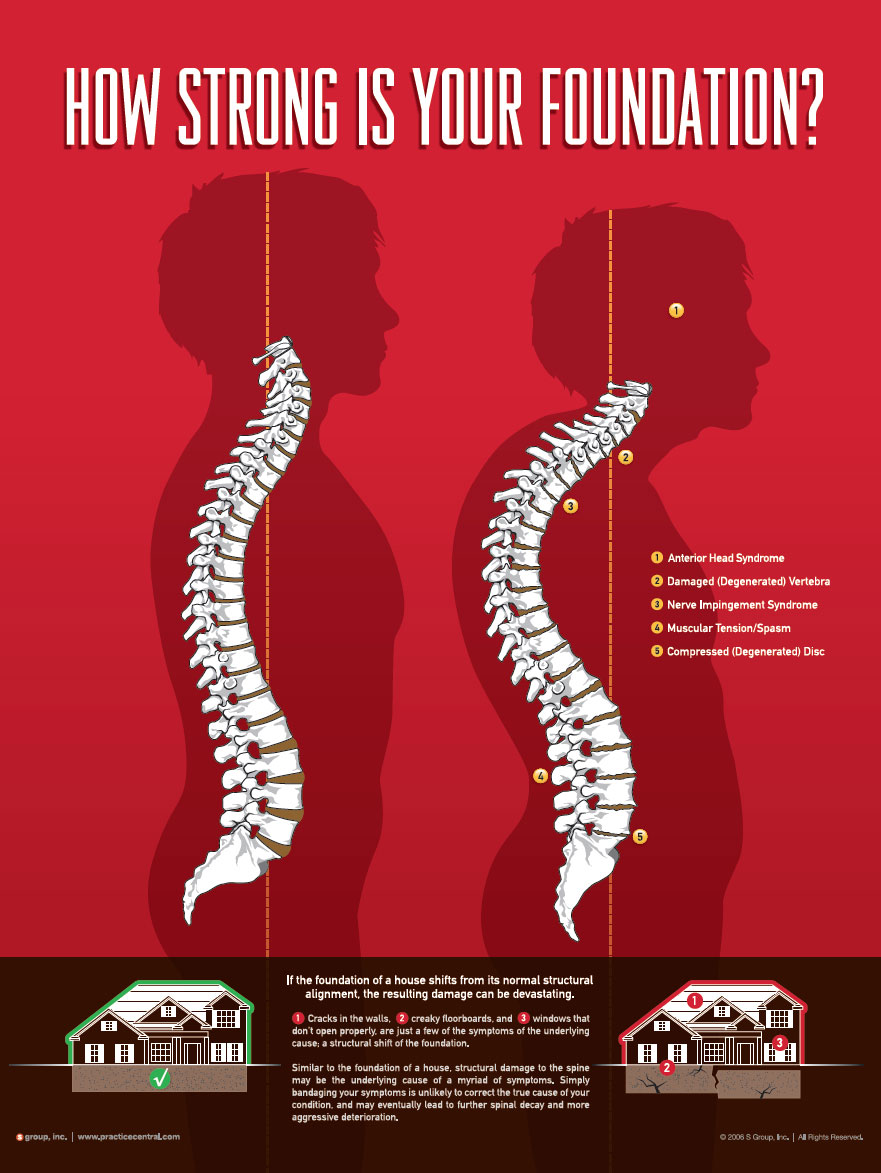 HOW STRONG IS YOUR FOUNDATION?
1
2
3
4
5
1 Anterior Head Syndrome
2 Damaged (Degenerated) Vertebra
3 Nerve Impingement Syndrome
4 Muscular Tension/Spasm
5 Compressed (Degenerated) Disc
If the foundation of a house shifts from its normal structural
alignment, the resulting damage can be devastating.
1 Cracks in the walls, 2 creaky floorboards, and 3 windows that
don't open properly, are just a few of the symptoms of the underlying
cause; a structural shift of the foundation.
Similar to the foundation of a house, structural damage to the spine
may be the underlying cause of a myriad of symptoms. Simply
bandaging your symptoms is unlikely to correct the true cause of your
condition, and may eventually lead to further spinal decay and more
aggressive deterioration.
1
3
2
S group, inc. | www.practicecentral.com
© 2006 S Group, Inc. | All Rights Reserved.